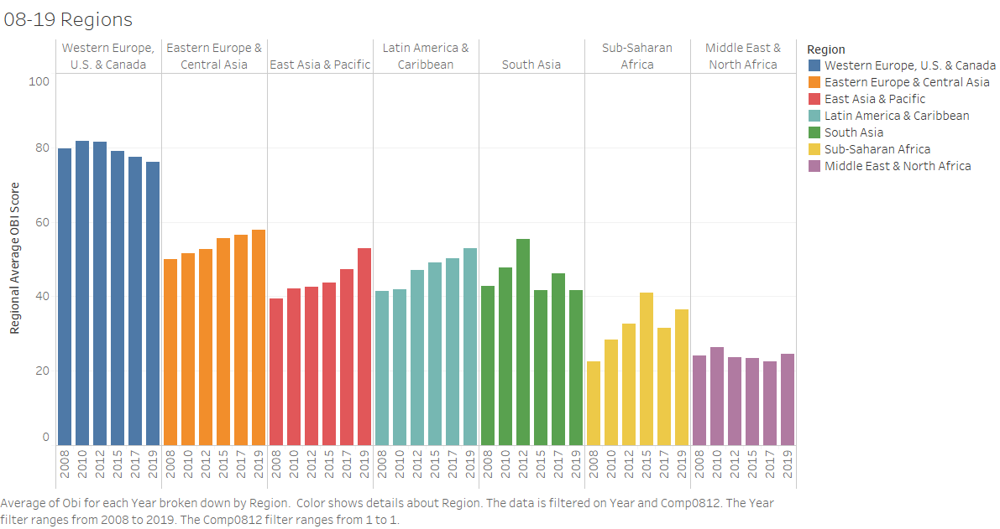 08-19 Regions
Western Europe,
U.S. & Canada
Eastern Europe &
Central Asia
East Asia & Pacific
Latin America &
Caribbean
South Asia
Sub-Saharan
Africa
Middle East &
North Africa
Region
Western Europe, U.S. & Canada
Eastern Europe & Central Asia
East Asia & Pacific
Latin America & Caribbean
South Asia
Sub-Saharan Africa
Middle East & North Africa
Regional Average OBI Score
100
80
60
40
20
0
2008 2010 2012 2015 2017 2019 2008 2010 2012 2015 2017 2019 2008 2010 2012 2015 2017 2019 2008 2010 2012 2015 2017 2019 2008 2010 2012 2015 2017 2019 2008 2010 2012 2015 2017 2019 2008 2010 2012 2015 2017 2019
Average of Obi for each Year broken down by Region.  Color shows details about Region. The data is filtered on Year and Comp0812. The Year
filter ranges from 2008 to 2019. The Comp0812 filter ranges from 1 to 1.